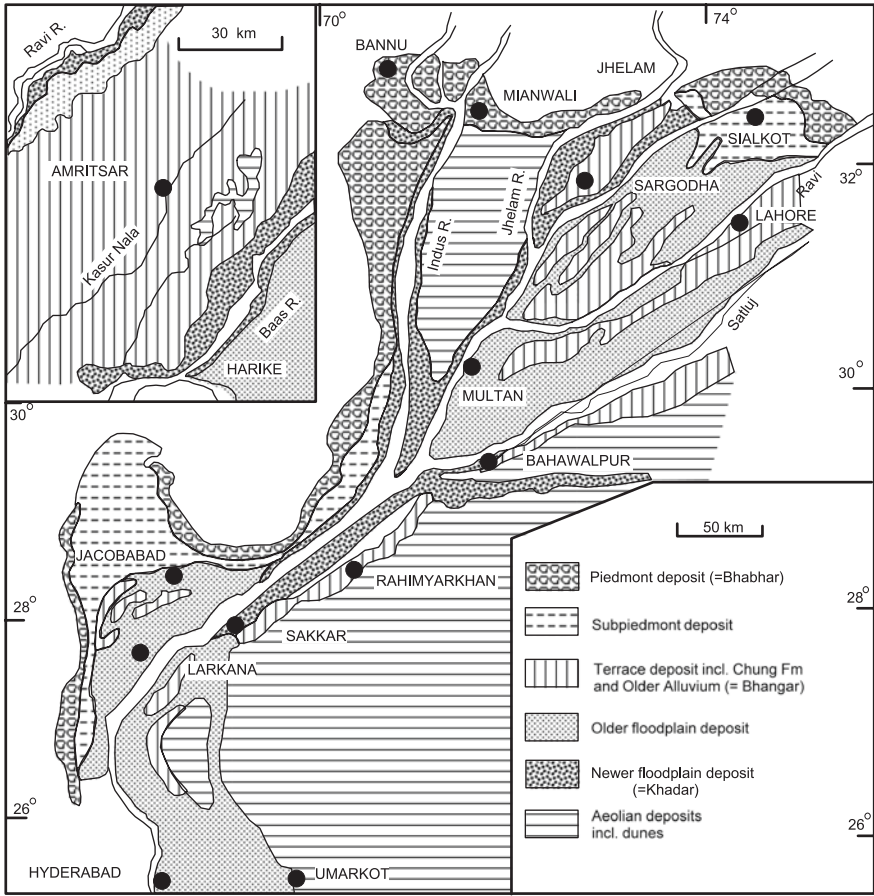 70°
74°
30 km
Ravi R.
BANNU
JHELAM
MIANWALI
SIALKOT
AMRITSAR
SARGODHA
32°
Ravi
Jhelam R.
LAHORE
Indus R.
Kasur Nala
Baas R.
Satluj
HARIKE
MULTAN
30°
30°
BAHAWALPUR
50 km
JACOBABAD
RAHIMYARKHAN
Piedmont deposit (=Bhabhar)
28°
28°
SAKKAR
Subpiedmont deposit
LARKANA
Terrace deposit incl. Chung Fm
and Older Alluvium (= Bhangar)
Older floodplain deposit
Newer floodplain deposit
(=Khadar)
26°
26°
Aeolian deposits
incl. dunes
HYDERABAD
UMARKOT